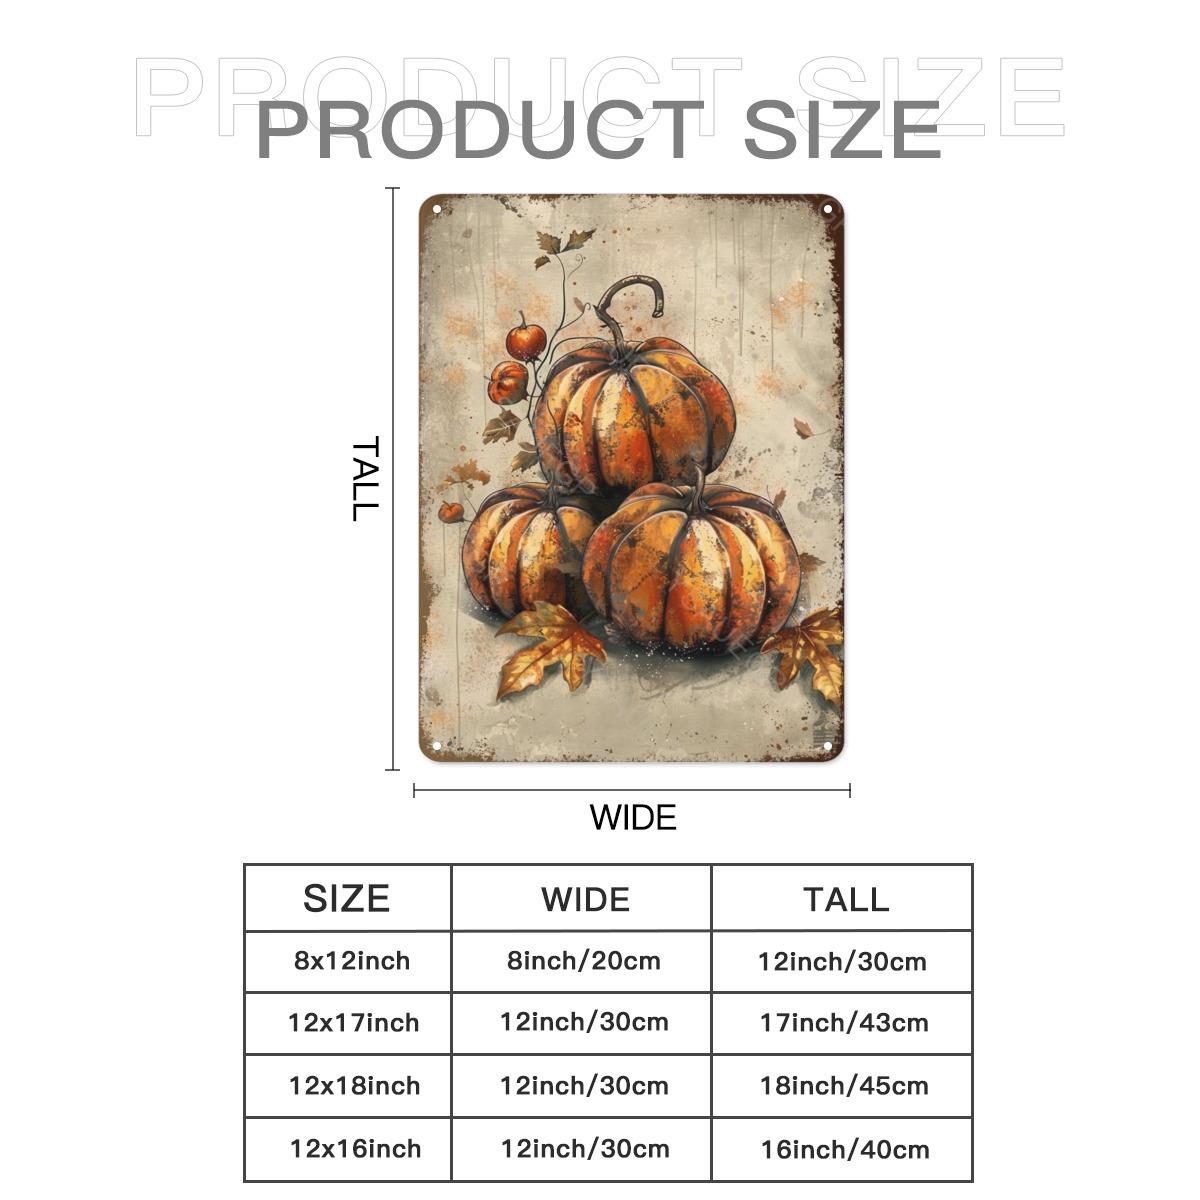 PRODUCT SIZE
PRODUCT SIZE
TALL
WIDE
SIZE WIDE TALL
8x12inch 8inch/20cm 12inch/30cm
12x17inch 12inch/30cm 17inch/43cm
12x18inch 12inch/30cm 18inch/45cm
12x16inch 12inch/30cm 16inch/40cm